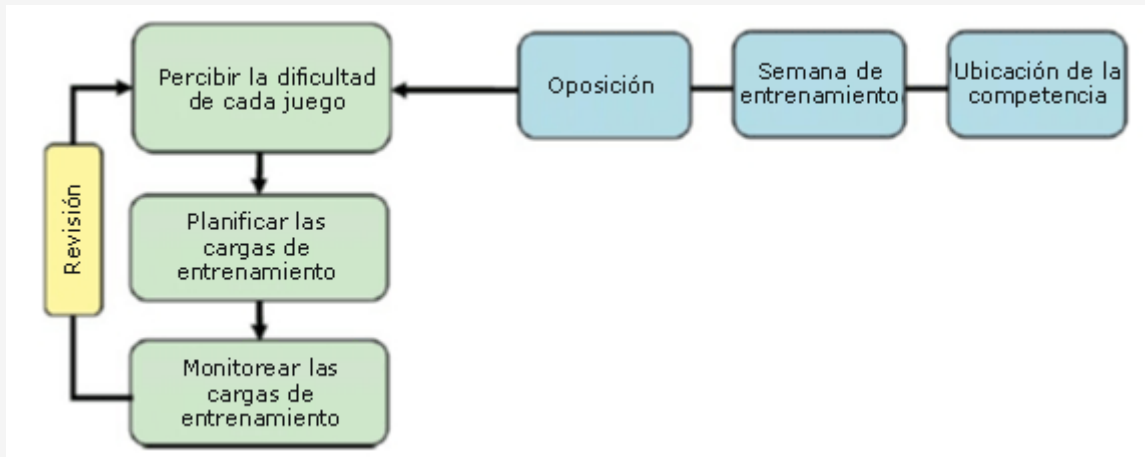 Percibir la dificultad
de cada juego
Oposición
Semana de
entrenamiento
Ubicación de la
competencia
Revisión
Planificar las
cargas de
entrenamiento
Monitorear las
cargas de
entrenamiento